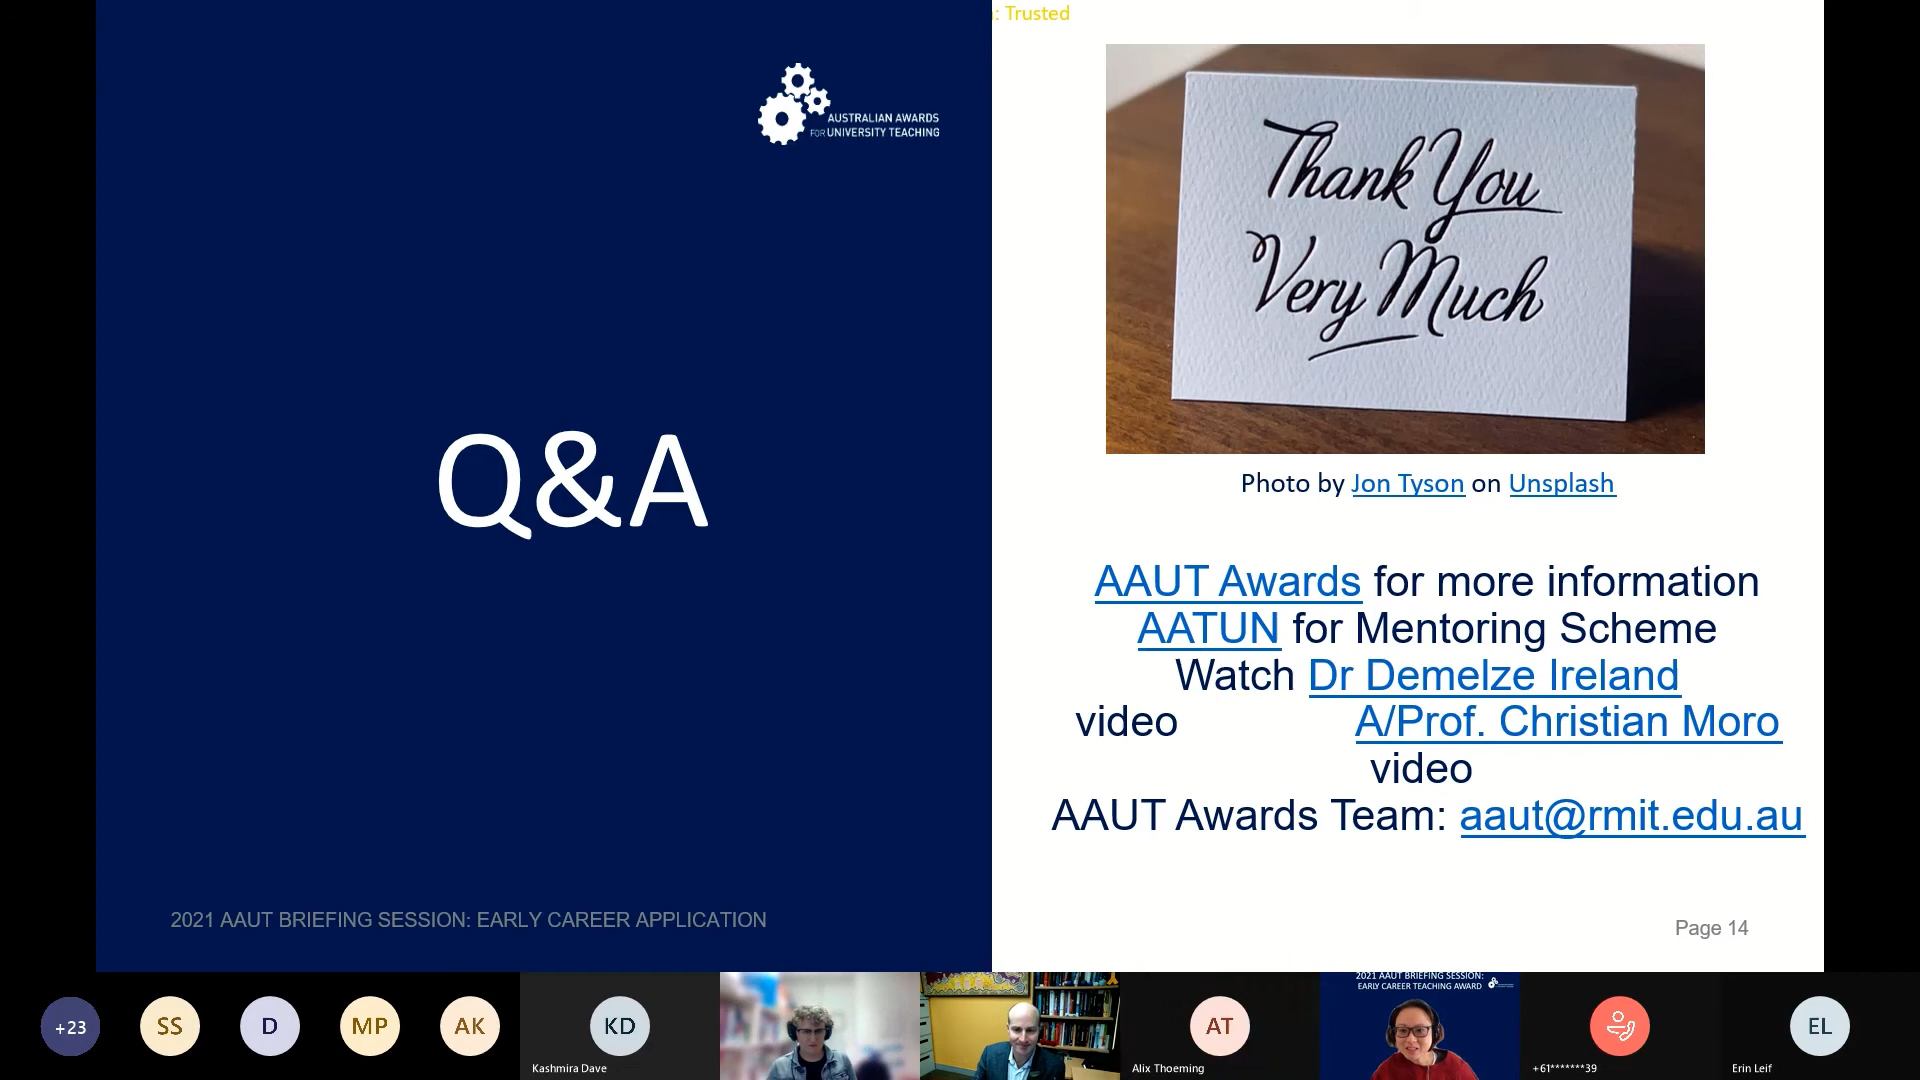 : Trusted
AUSTRALIAN AWARDS
FOR UNIVERSITY TEACHING
Q&A
2021 AAUT BRIEFING SESSION: EARLY CAREER APPLICATION
Thank You
Very Much
Photo by Jon Tyson on Unsplash
AAUT Awards for more information
AATUN for Mentoring Scheme
Watch Dr Demelze Ireland
video A/Prof. Christian Moro
video
AAUT Awards Team: aaut@rmit.edu.au
Page 14
+23
SS
D
MP
AK
KD
Kashmira Dave
AT
Alix Thoeming
2021 AAUT BRIEFING SESSION:
EARLY CAREER TEACHING AWARD
+61*******39
EL
Erin Leif